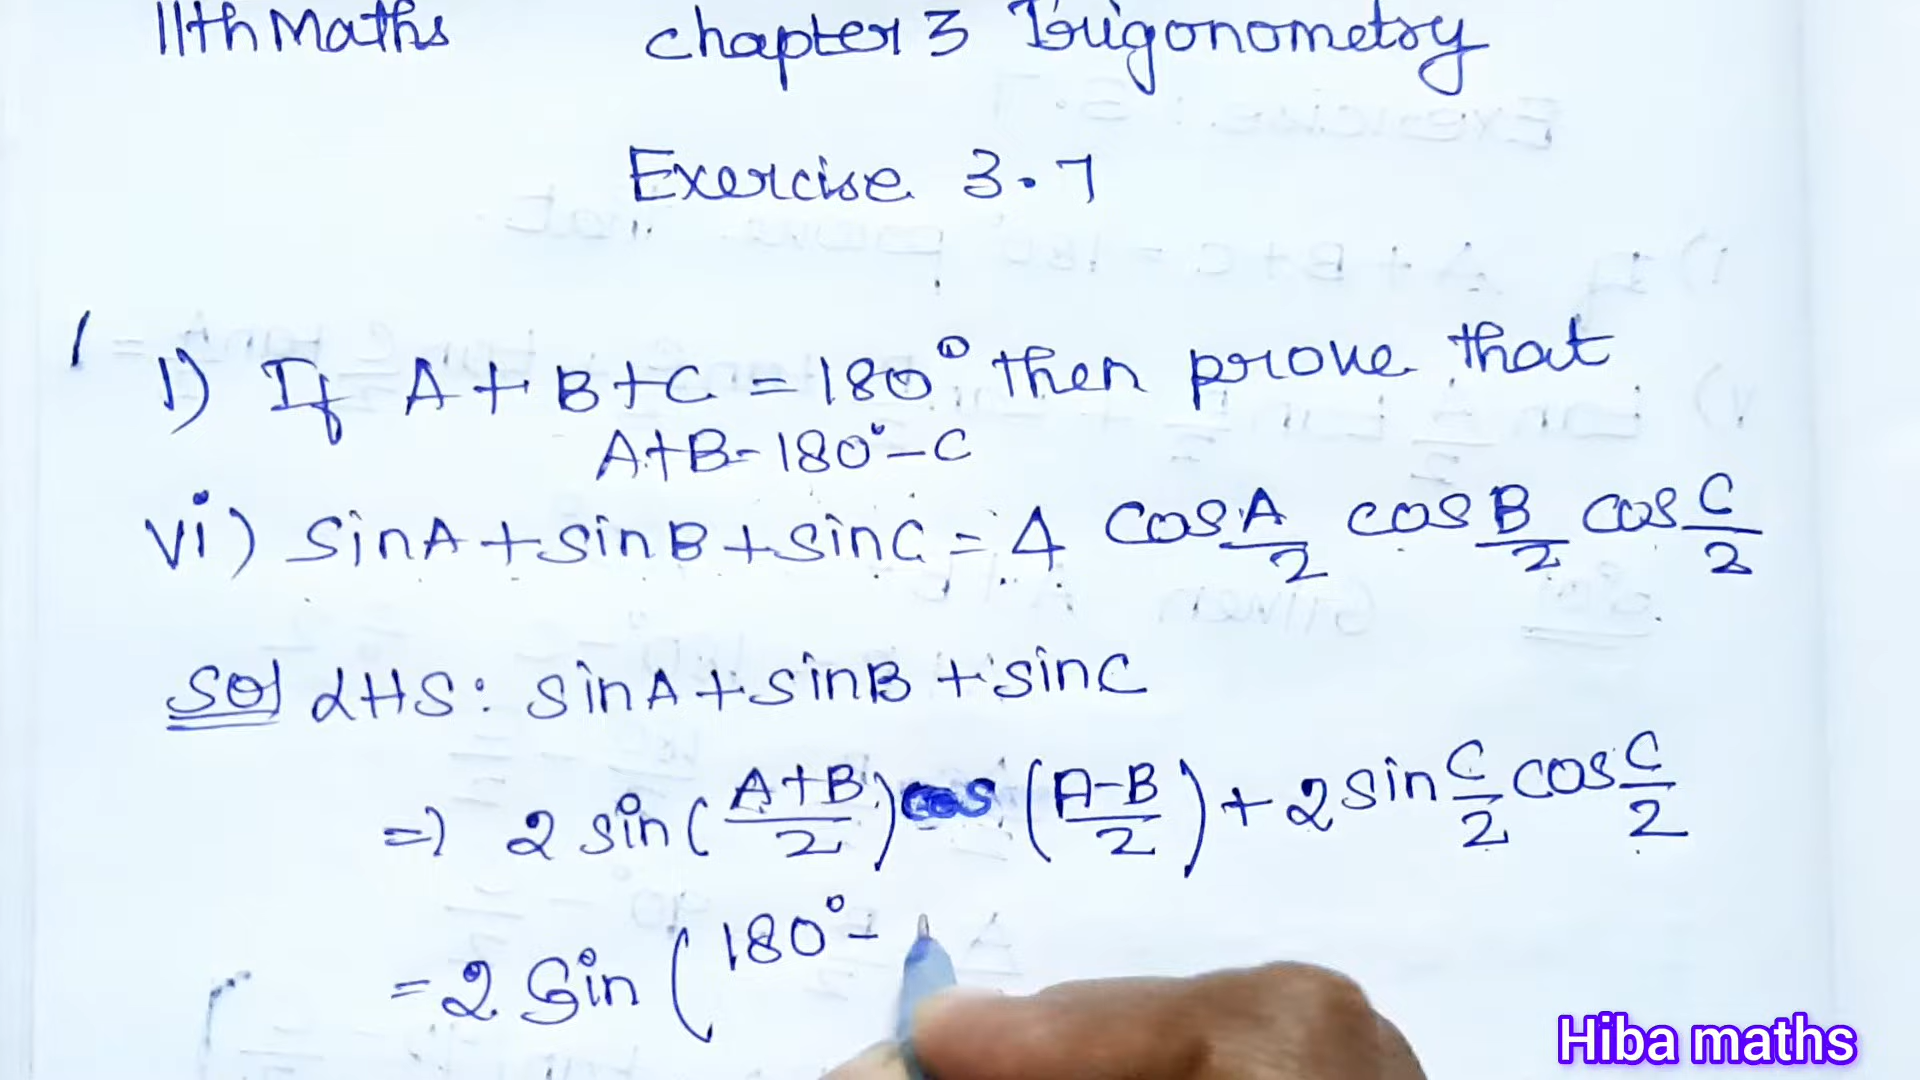 11th Maths chapter 3 Trigonometry
Exercise 3.7
1) If A + B + C = 180° then prove that
A+B = 180° - C
vi) sinA + sinB + sinC = 4 cos A/2 cos B/2 cos C/2
Sol LHS: sinA + sinB + sinC
=) 2 sin (A+B/2) cos (A-B/2) + 2 sin C/2 cos C/2
= 2 Sin ( 180° -
Hiba maths